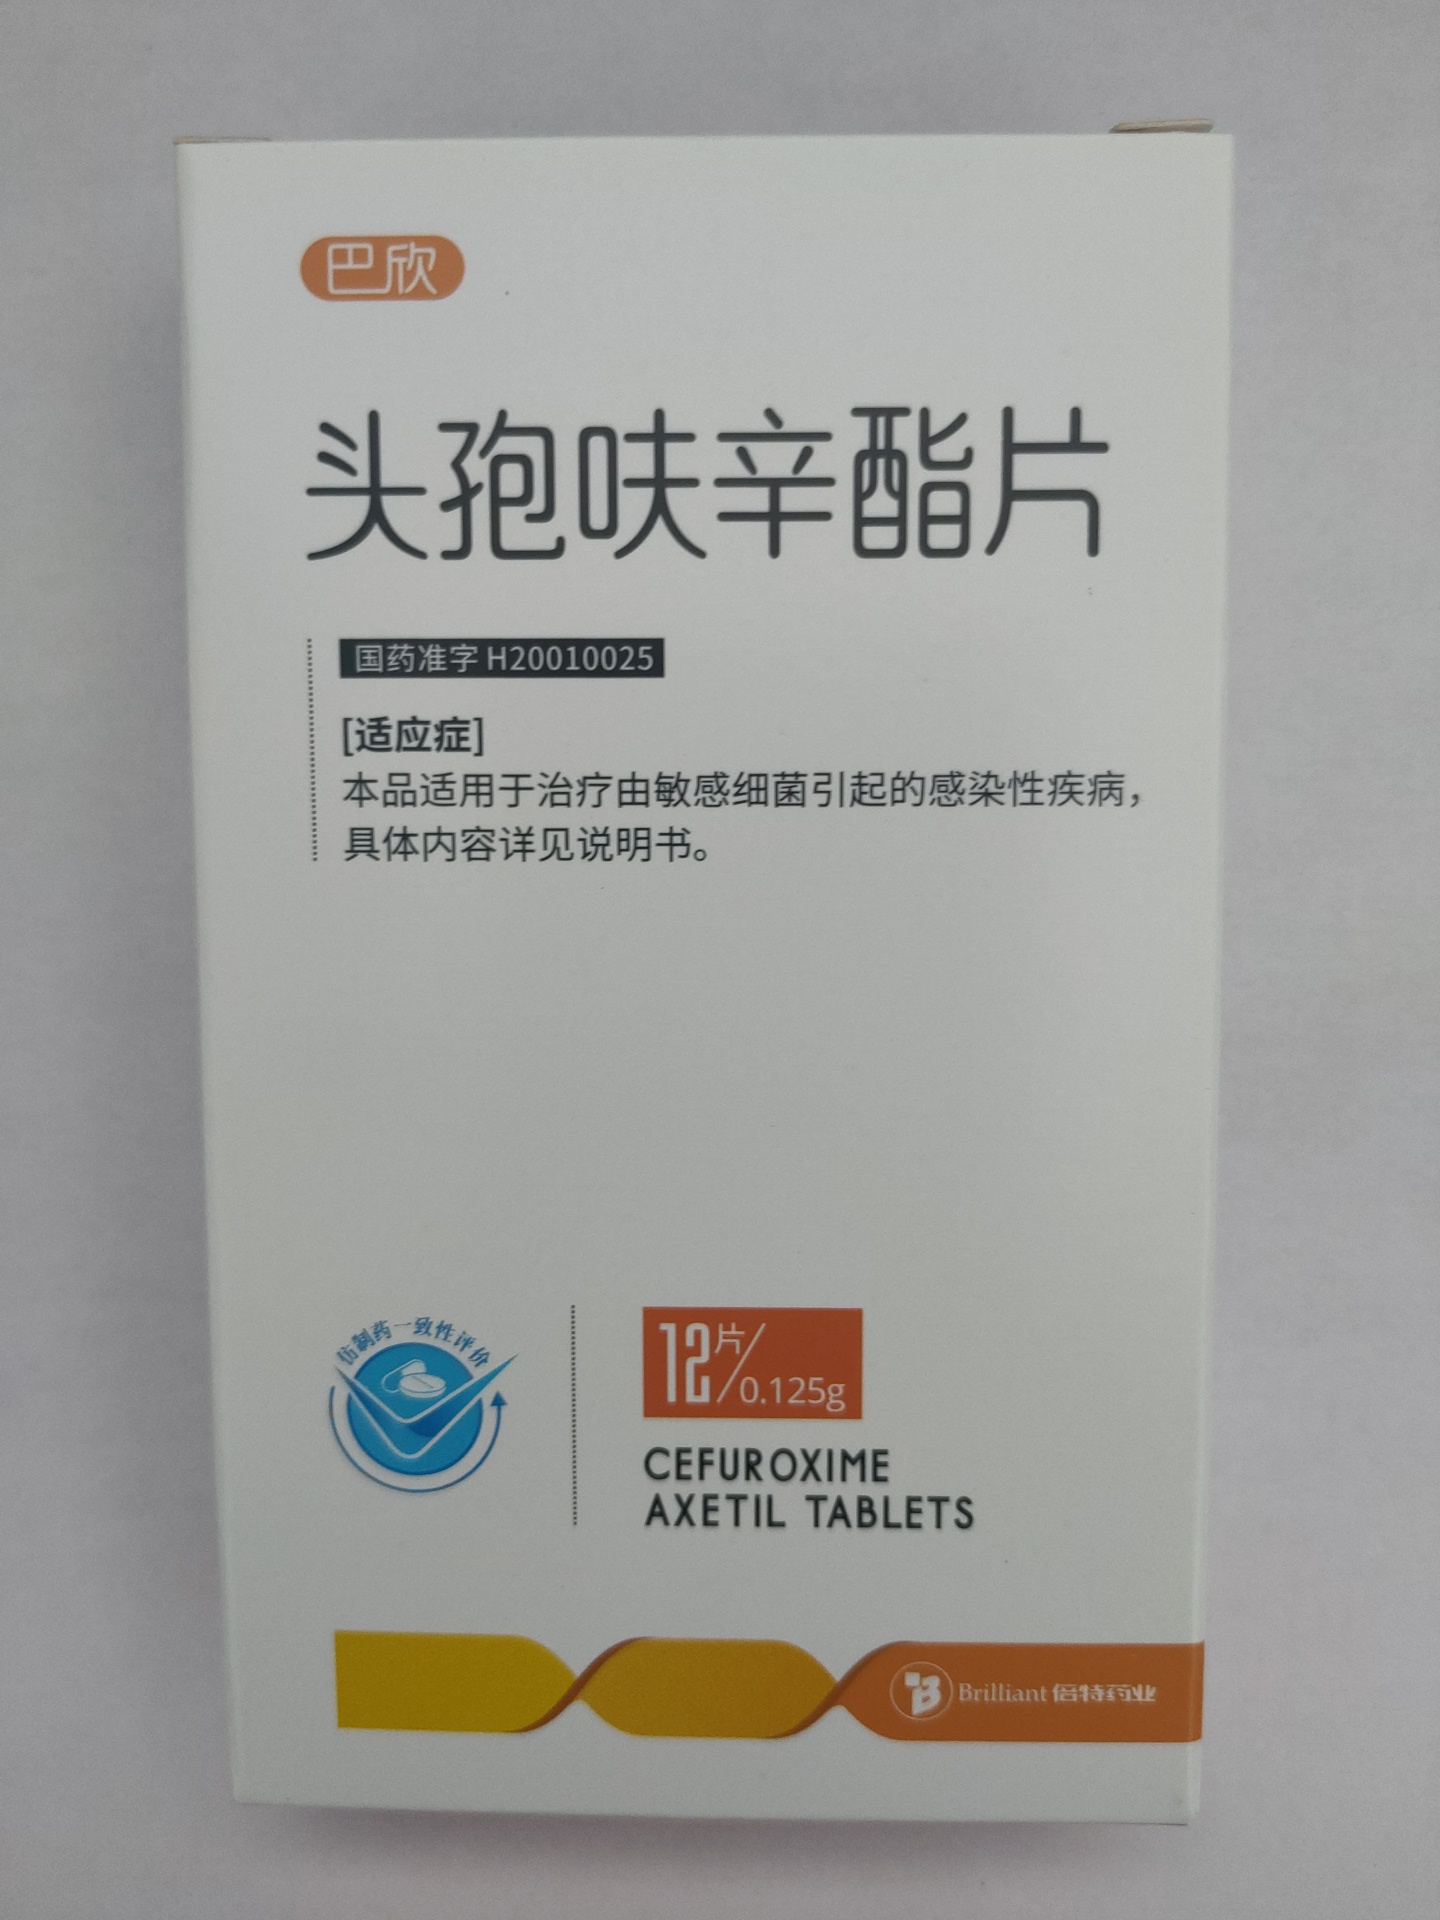 巴欣
头孢呋辛酯片
国药准字 H20010025
[适应症]
本品适用于治疗由敏感细菌引起的感染性疾病，
具体内容详见说明书。
仿制药一致性评价
12片/0.125g
CEFUROXIME
AXETIL TABLETS
Brilliant 倍特药业